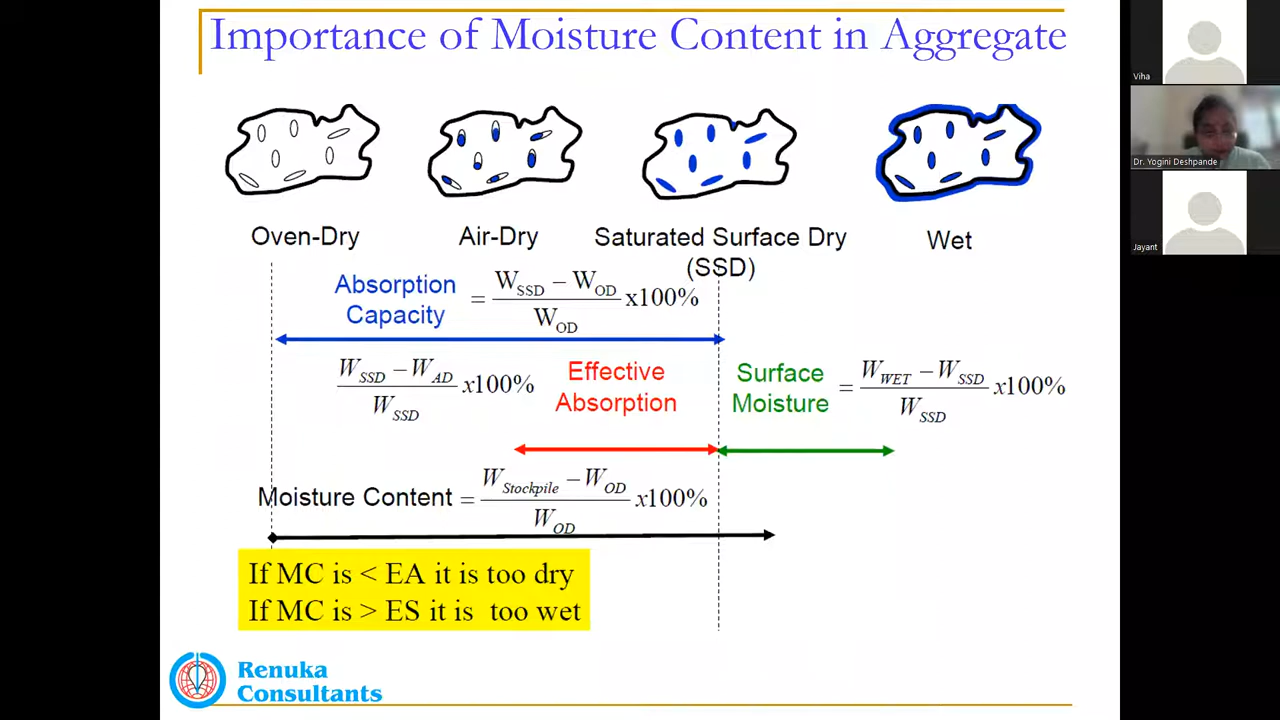 Importance of Moisture Content in Aggregate
Viha
Dr. Yogini Deshpande
Jayant
Oven-Dry
Air-Dry
Saturated Surface Dry
(SSD)
Wet
Absorption
Capacity
= W_SSD – W_OD / W_OD x100%
W_SSD – W_AD / W_SSD x100%
Effective
Absorption
Surface
Moisture
= W_WET – W_SSD / W_SSD x100%
Moisture Content = W_Stockpile – W_OD / W_OD x100%
If MC is < EA it is too dry
If MC is > ES it is too wet
Renuka
Consultants